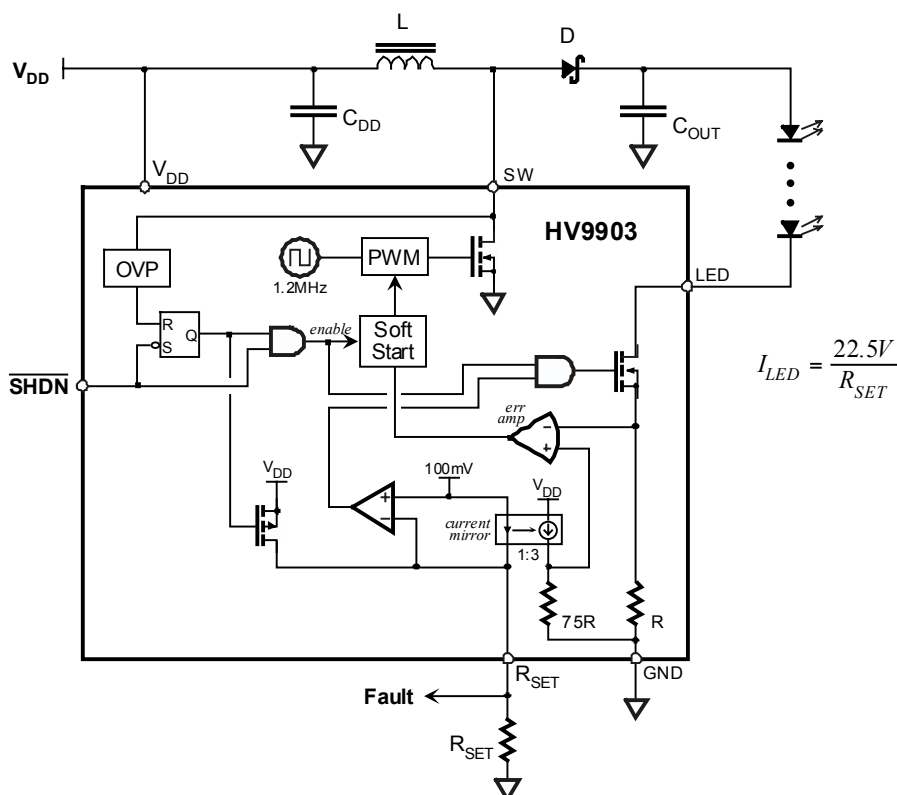 L
D
V_DD
C_DD
C_OUT
V_DD
SW
HV9903
OVP
1.2MHz
PWM
LED
R
S
Q
enable
Soft
Start
SHDN
I_LED = 22.5V / R_SET
err
amp
-
+
V_DD
100mV
+
-
V_DD
current
mirror
1:3
75R
R
R_SET
GND
Fault
R_SET